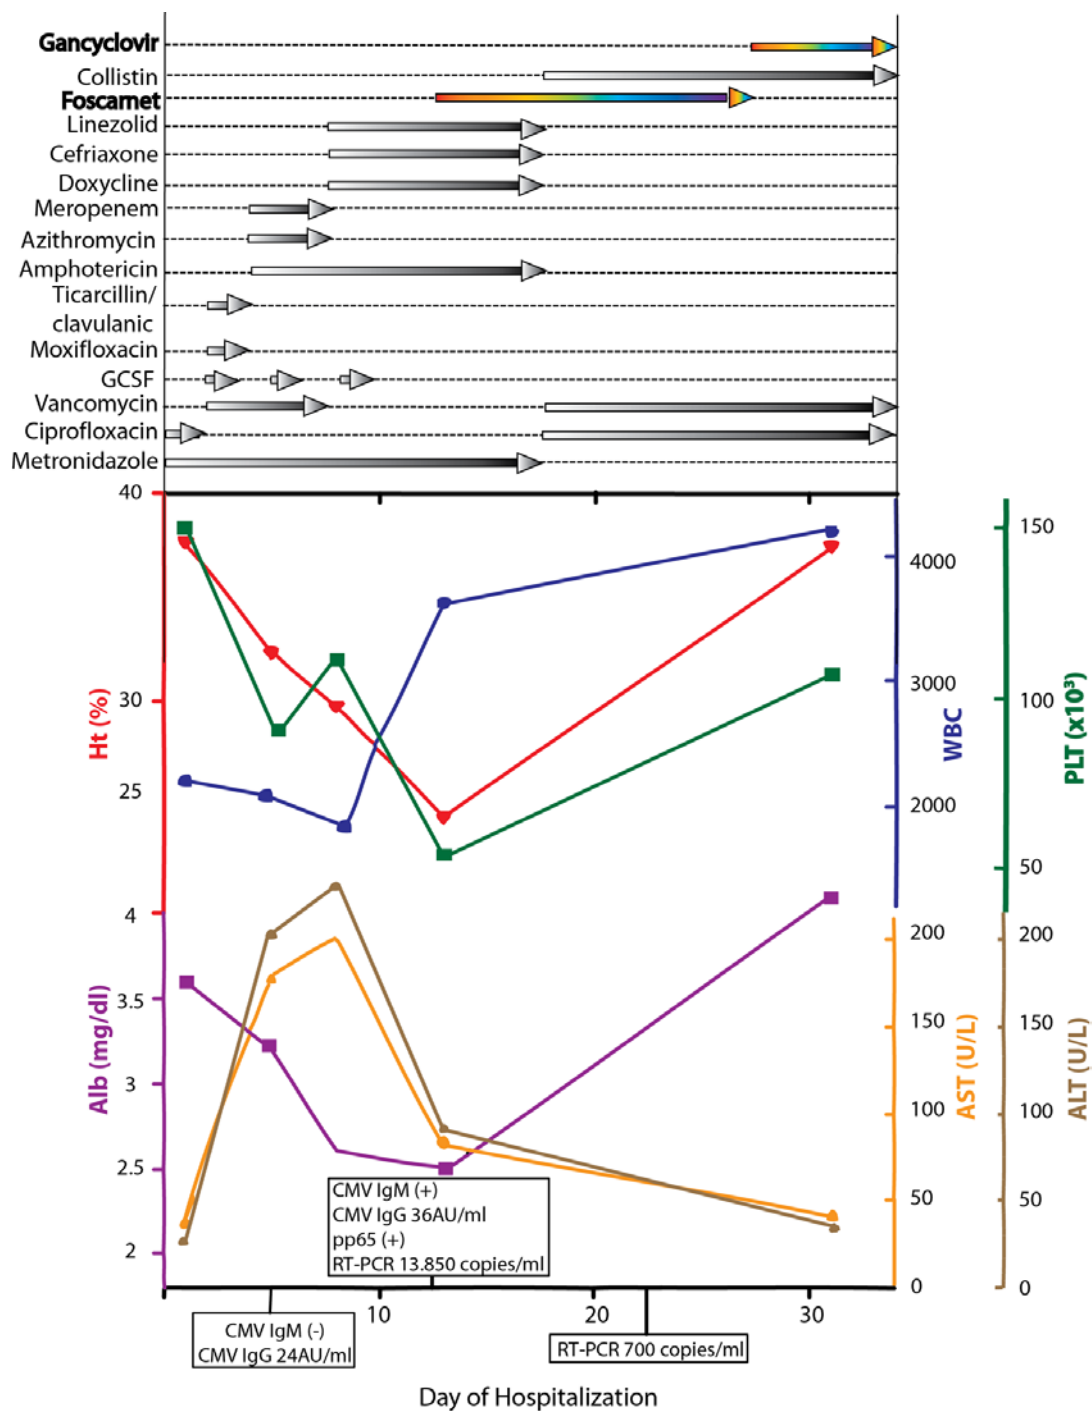 Gancyclovir
Collistin
Foscarnet
Linezolid
Cefriaxone
Doxycline
Meropenem
Azithromycin
Amphotericin
Ticarcillin/
clavulanic
Moxifloxacin
GCSF
Vancomycin
Ciprofloxacin
Metronidazole
40
30
25
Ht (%)
4000
3000
2000
WBC
150
100
50
PLT (x10³)
4
3.5
3
2.5
2
Alb (mg/dl)
200
150
100
50
0
AST (U/L)
200
150
100
50
0
ALT (U/L)
CMV IgM (+)
CMV IgG 36AU/ml
pp65 (+)
RT-PCR 13.850 copies/ml
10
20
30
CMV IgM (-)
CMV IgG 24AU/ml
RT-PCR 700 copies/ml
Day of Hospitalization